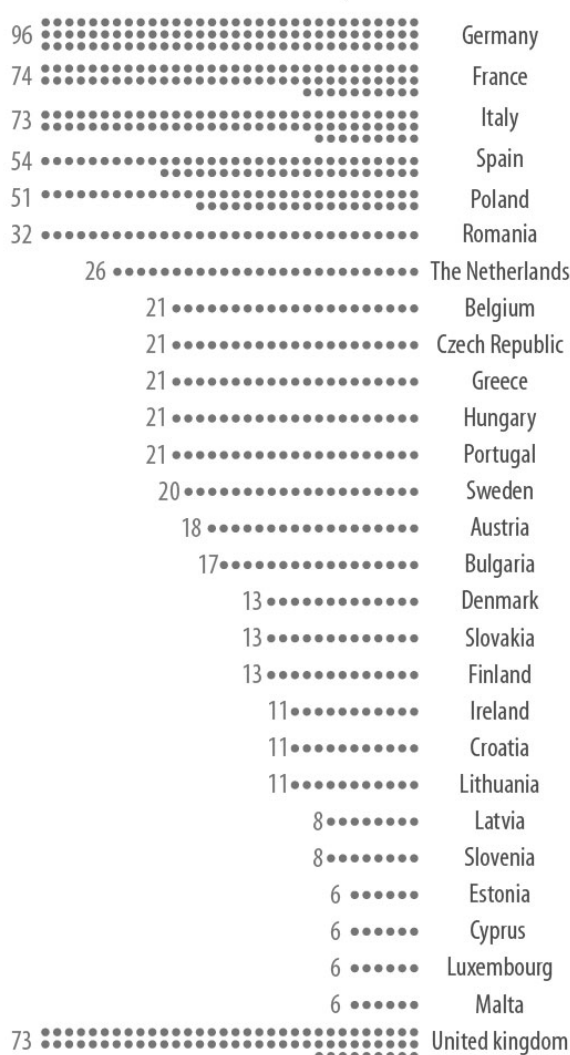 96 Germany
74 France
73 Italy
54 Spain
51 Poland
32 Romania
26 The Netherlands
21 Belgium
21 Czech Republic
21 Greece
21 Hungary
21 Portugal
20 Sweden
18 Austria
17 Bulgaria
13 Denmark
13 Slovakia
13 Finland
11 Ireland
11 Croatia
11 Lithuania
8 Latvia
8 Slovenia
6 Estonia
6 Cyprus
6 Luxembourg
6 Malta
73 United kingdom